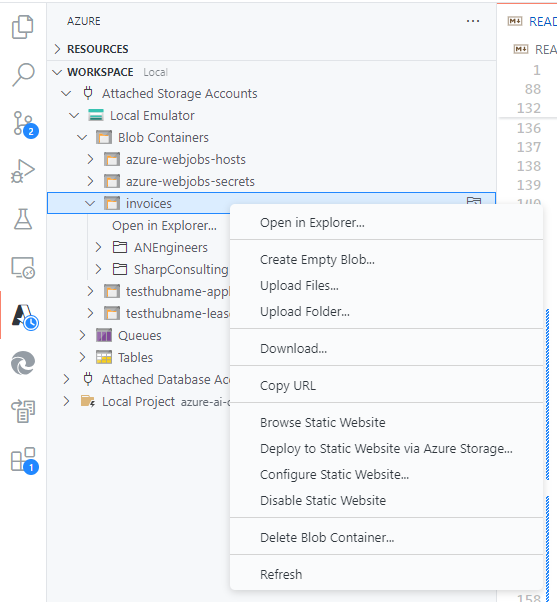 AZURE
···
READ
RESOURCES
README
WORKSPACE Local
Attached Storage Accounts
Local Emulator
Blob Containers
azure-webjobs-hosts
azure-webjobs-secrets
invoices
Open in Explorer...
ANEngineers
SharpConsulting
testhubname-appl
testhubname-lease
Queues
Tables
Attached Database Acc
Local Project azure-ai-d
Open in Explorer...
Create Empty Blob...
Upload Files...
Upload Folder...
Download...
Copy URL
Browse Static Website
Deploy to Static Website via Azure Storage...
Configure Static Website...
Disable Static Website
Delete Blob Container...
Refresh
2
1
1
88
132
136
137
138
139
158